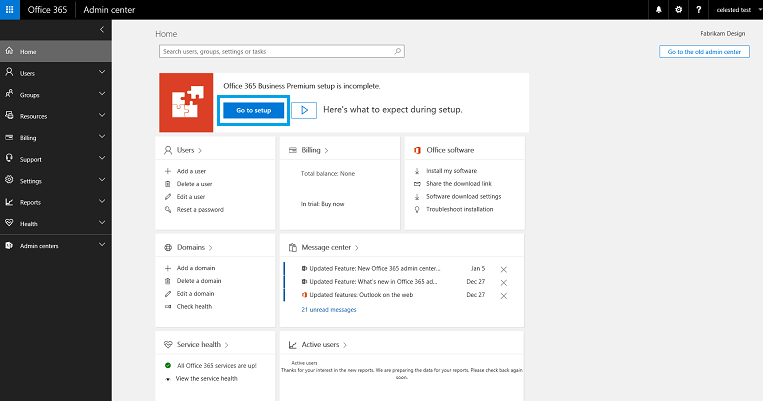 Office 365 Admin center celested test
Home
Users
Groups
Resources
Billing
Support
Settings
Reports
Health
Admin centers
Home Fabrikam Design
Search users, groups, settings or tasks
Go to the old admin center
Office 365 Business Premium setup is incomplete.
Go to setup Here's what to expect during setup.
Users
Add a user
Delete a user
Edit a user
Reset a password
Billing
Total balance: None
In trial: Buy now
Office software
Install my software
Share the download link
Software download settings
Troubleshoot installation
Domains
Add a domain
Delete a domain
Edit a domain
Check health
Message center
Updated Feature: New Office 365 admin center... Jan 5
Updated Feature: What's new in Office 365 ad... Dec 27
Updated features: Outlook on the web Dec 27
21 unread messages
Service health
All Office 365 services are up!
View the service health
Active users
Active users
Thanks for your interest in the new reports. We are preparing the data for your reports. Please check back again
soon.